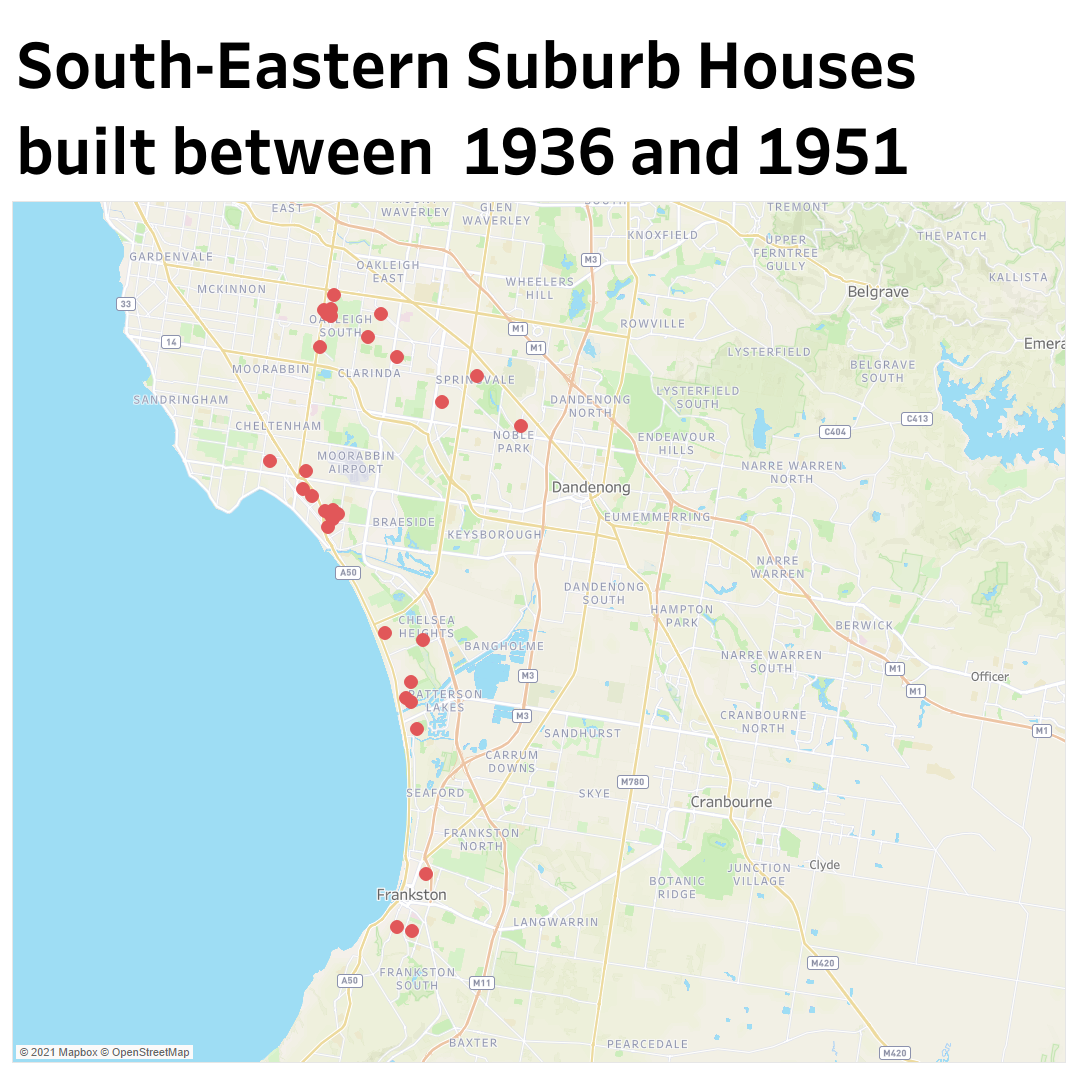 South-Eastern Suburb Houses
built between 1936 and 1951
EAST
WAVERLEY
GLEN
WAVERLEY
TREMONT
KNOXFIELD
UPPER
FERNTREE
GULLY
THE PATCH
GARDENVALE
OAKLEIGH
EAST
M3
KALLISTA
MCKINNON
WHEELERS
HILL
Belgrave
33
SOUTH
M1
ROWVILLE
14
M1
LYSTERFIELD
BELGRAVE
SOUTH
MOORABBIN
CLARINDA
LYSTERFIELD
SOUTH
SANDRINGHAM
DANDENONG
NORTH
C413
CHELTENHAM
NOBLE
PARK
ENDEAVOUR
HILLS
C404
MOORABBIN
AIRPORT
NARRE WARREN
NORTH
Dandenong
BRAESIDE
EUMEMMERRING
KEYSBOROUGH
A50
NARRE
WARREN
DANDENONG
SOUTH
HAMPTON
PARK
CHELSEA
HEIGHTS
BERWICK
BANGHOLME
NARRE WARREN
SOUTH
M3
M1
Officer
M1
PATTERSON
LAKES
M3
CRANBOURNE
NORTH
M1
SANDHURST
CARRUM
DOWNS
M780
SEAFORD
SKYE
Cranbourne
FRANKSTON
NORTH
JUNCTION
VILLAGE
Clyde
BOTANIC
RIDGE
Frankston
LANGWARRIN
M420
FRANKSTON
SOUTH
A50
M11
BAXTER
PEARCEDALE
M420
© 2021 Mapbox © OpenStreetMap